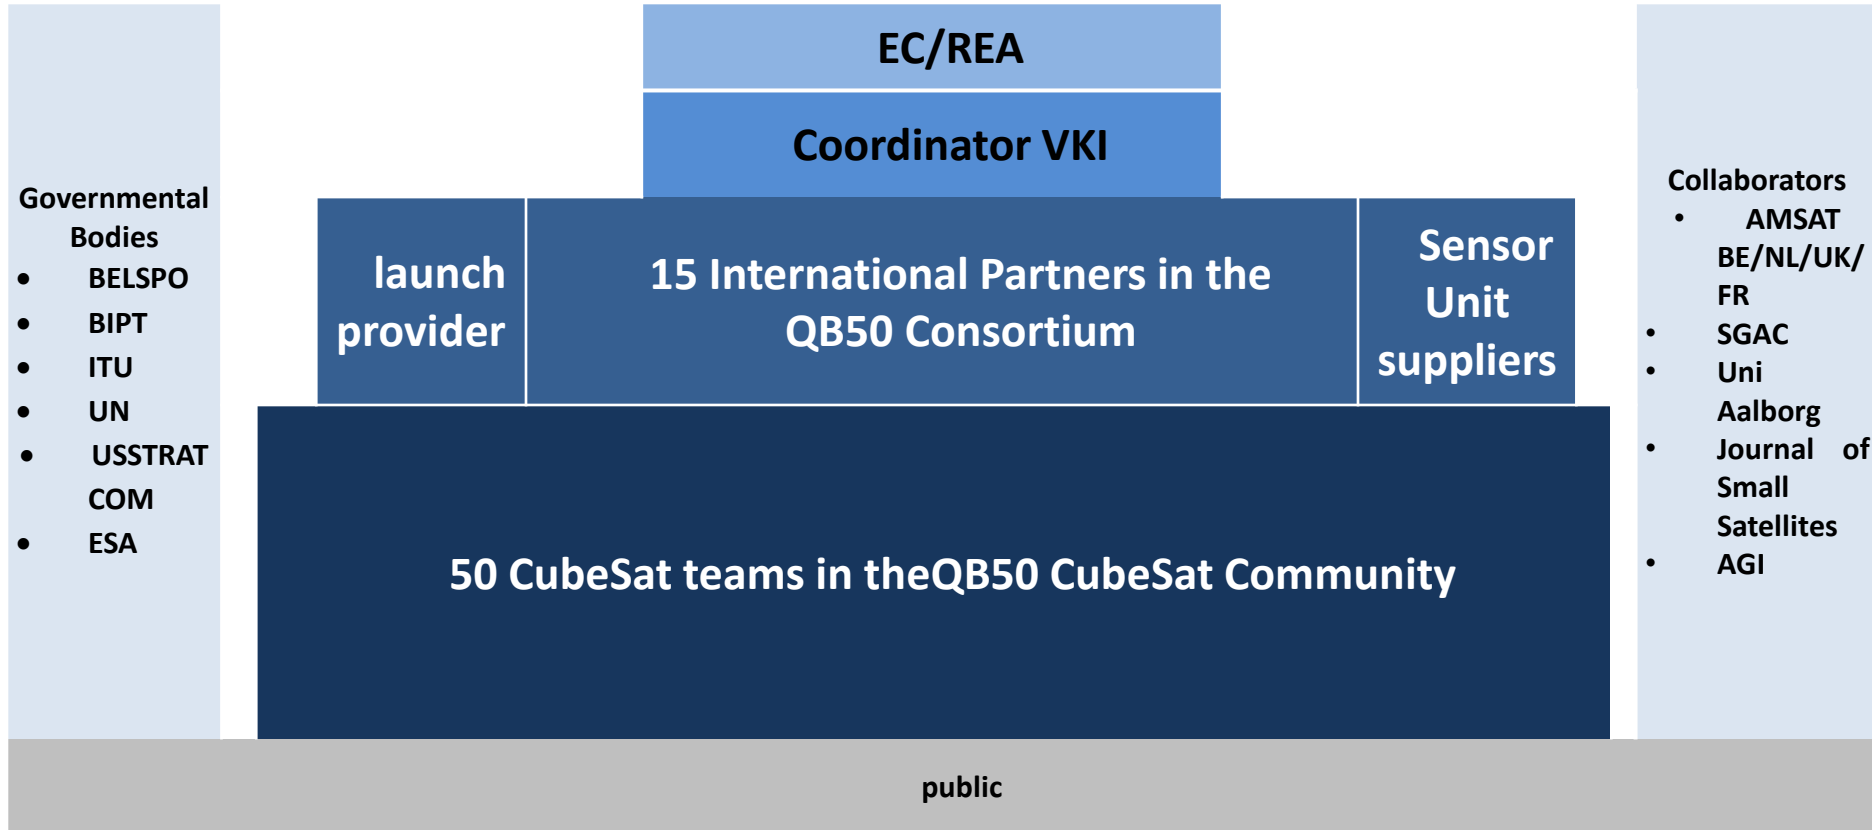 EC/REA
Coordinator VKI
Governmental
Bodies
• BELSPO
• BIPT
• ITU
• UN
• USSTRAT
COM
• ESA
launch
provider
15 International Partners in the
QB50 Consortium
Sensor
Unit
suppliers
50 CubeSat teams in theQB50 CubeSat Community
Collaborators
• AMSAT
BE/NL/UK/
FR
• SGAC
• Uni
Aalborg
• Journal of
Small
Satellites
• AGI
public